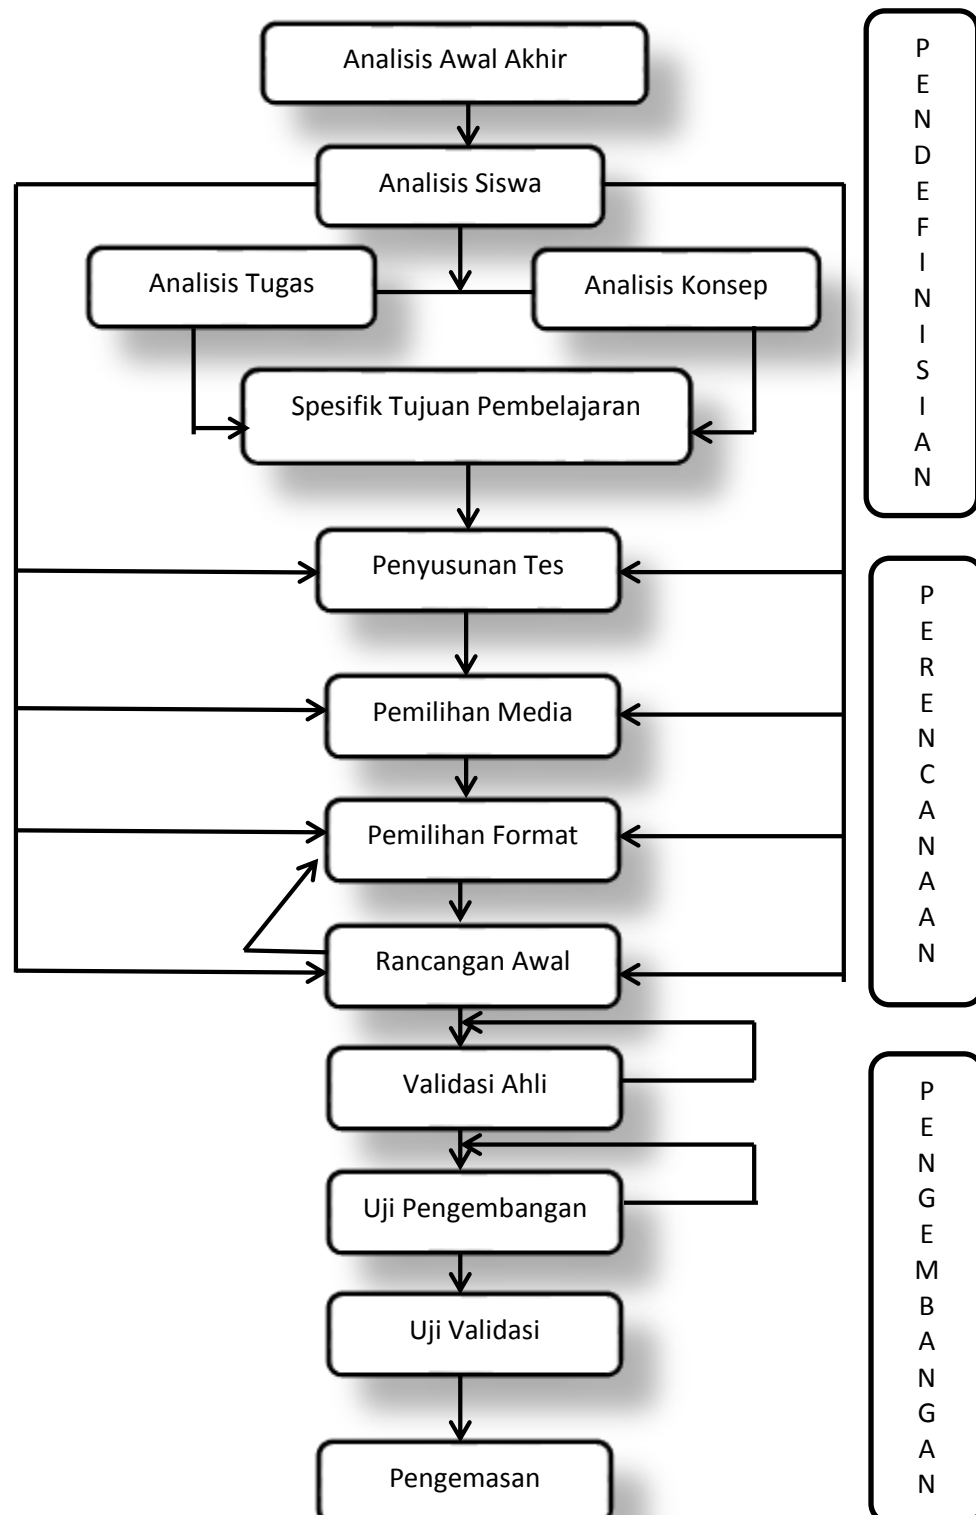 Analisis Awal Akhir
Analisis Siswa
Analisis Tugas
Analisis Konsep
Spesifik Tujuan Pembelajaran
Penyusunan Tes
Pemilihan Media
Pemilihan Format
Rancangan Awal
Validasi Ahli
Uji Pengembangan
Uji Validasi
Pengemasan
P
E
N
D
E
F
I
N
I
S
I
A
N
P
E
R
E
N
C
A
N
A
A
N
P
E
N
G
E
M
B
A
N
G
A
N